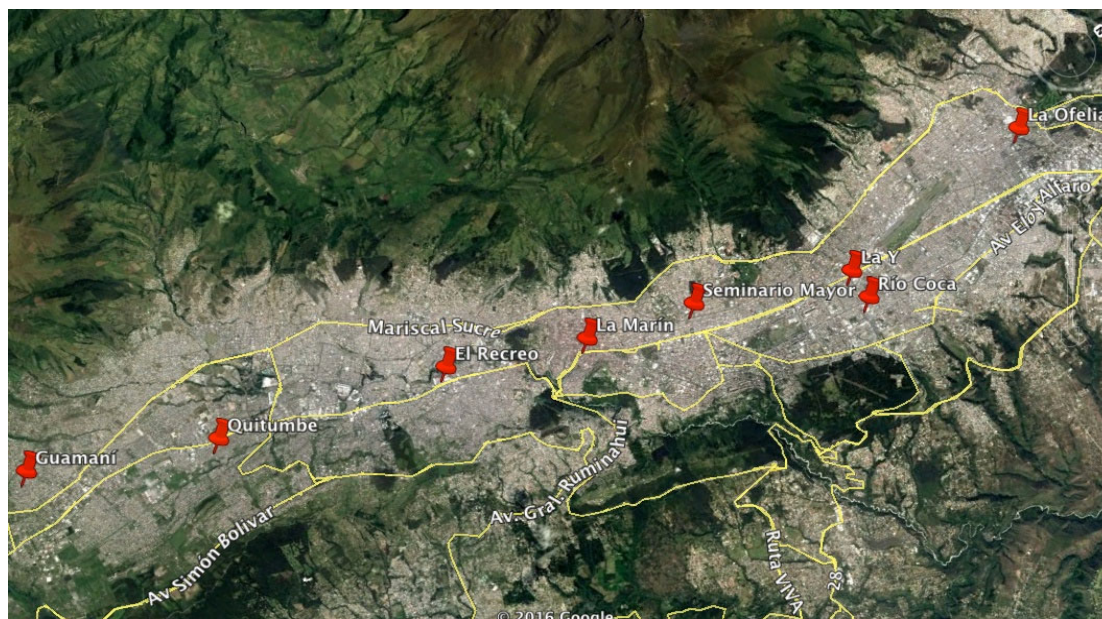 La Ofelia
Av Eloy Alfaro
La Y
Río Coca
Seminario Mayor
La Marín
Mariscal Sucre
El Recreo
Quitumbe
Guamaní
Av. Gral. Rumiñahui
Av Simón Bolívar
Ruta VIVA
28
© 2016 Google